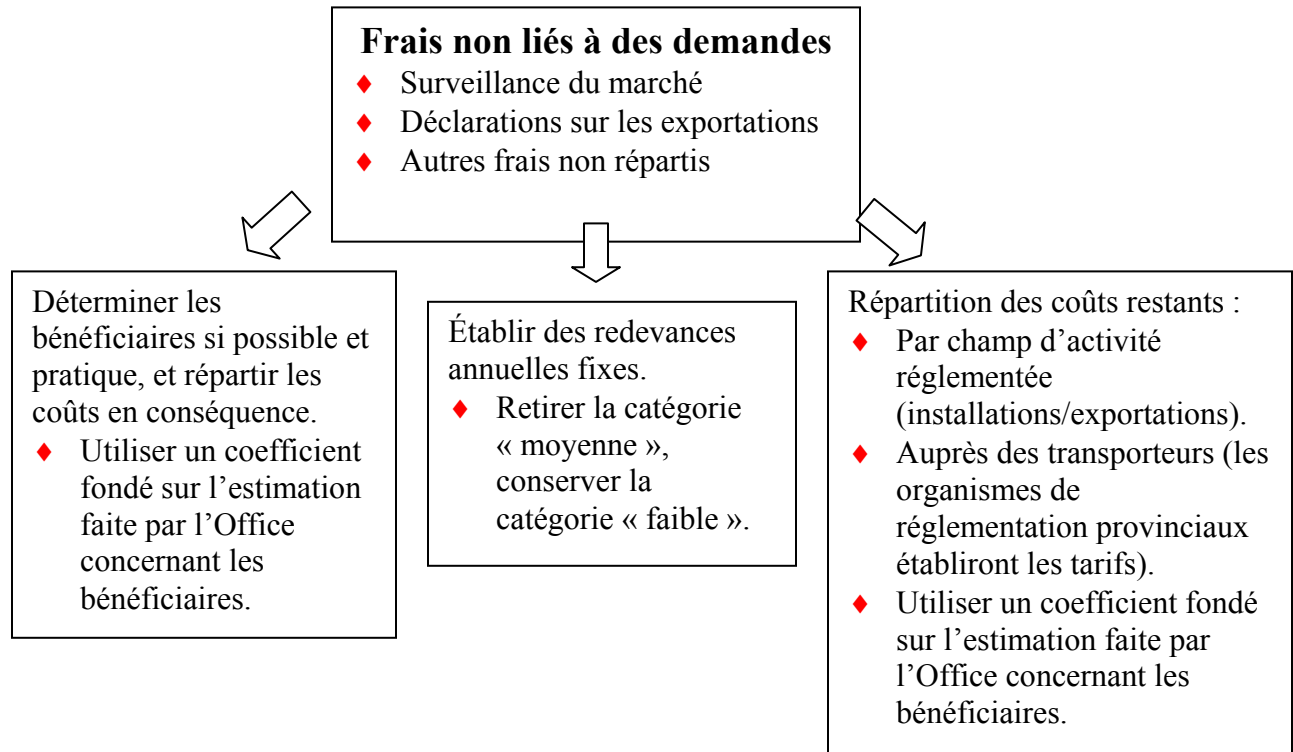 Frais non liés à des demandes
♦ Surveillance du marché
♦ Déclarations sur les exportations
♦ Autres frais non répartis
Déterminer les
bénéficiaires si possible et
pratique, et répartir les
coûts en conséquence.
♦ Utiliser un coefficient
fondé sur l’estimation
faite par l’Office
concernant les
bénéficiaires.
Établir des redevances
annuelles fixes.
♦ Retirer la catégorie
« moyenne »,
conserver la
catégorie « faible ».
Répartition des coûts restants :
♦ Par champ d’activité
réglementée
(installations/exportations).
♦ Auprès des transporteurs (les
organismes de
réglementation provinciaux
établiront les tarifs).
♦ Utiliser un coefficient fondé
sur l’estimation faite par
l’Office concernant les
bénéficiaires.